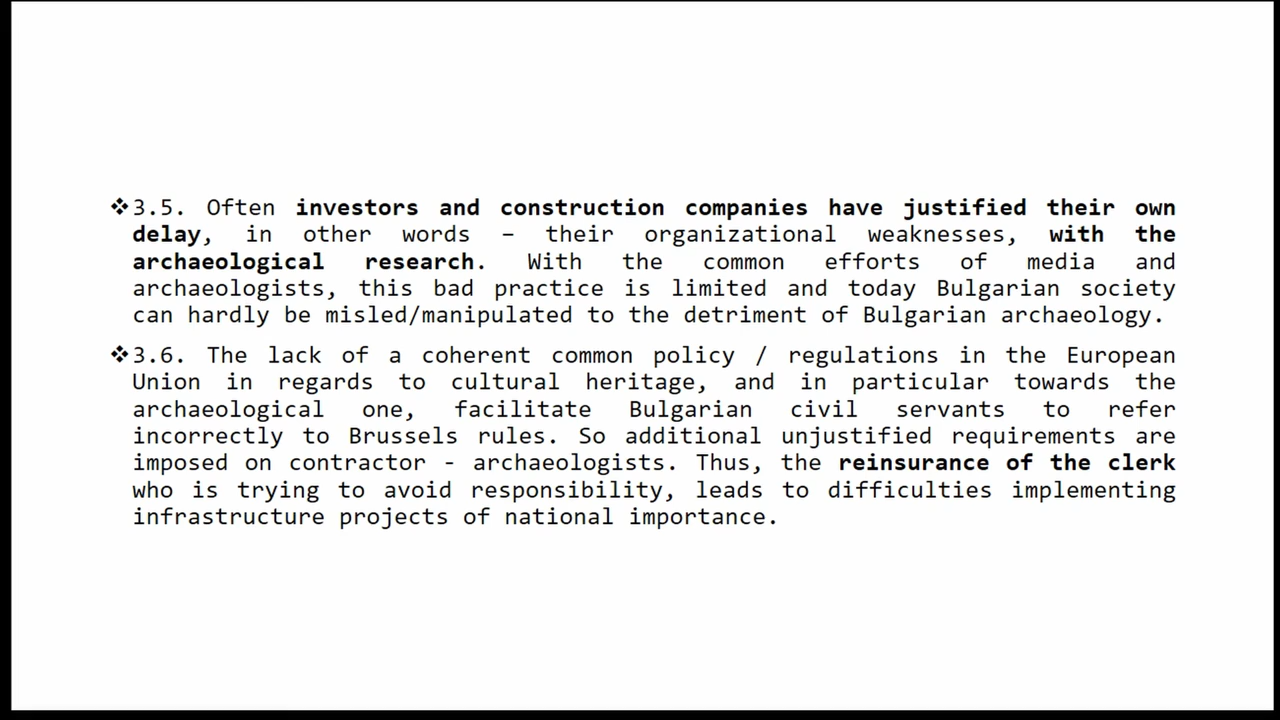 ❖3.5. Often investors and construction companies have justified their own
delay, in other words – their organizational weaknesses, with the
archaeological research. With the common efforts of media and
archaeologists, this bad practice is limited and today Bulgarian society
can hardly be misled/manipulated to the detriment of Bulgarian archaeology.
❖3.6. The lack of a coherent common policy / regulations in the European
Union in regards to cultural heritage, and in particular towards the
archaeological one, facilitate Bulgarian civil servants to refer
incorrectly to Brussels rules. So additional unjustified requirements are
imposed on contractor - archaeologists. Thus, the reinsurance of the clerk
who is trying to avoid responsibility, leads to difficulties implementing
infrastructure projects of national importance.